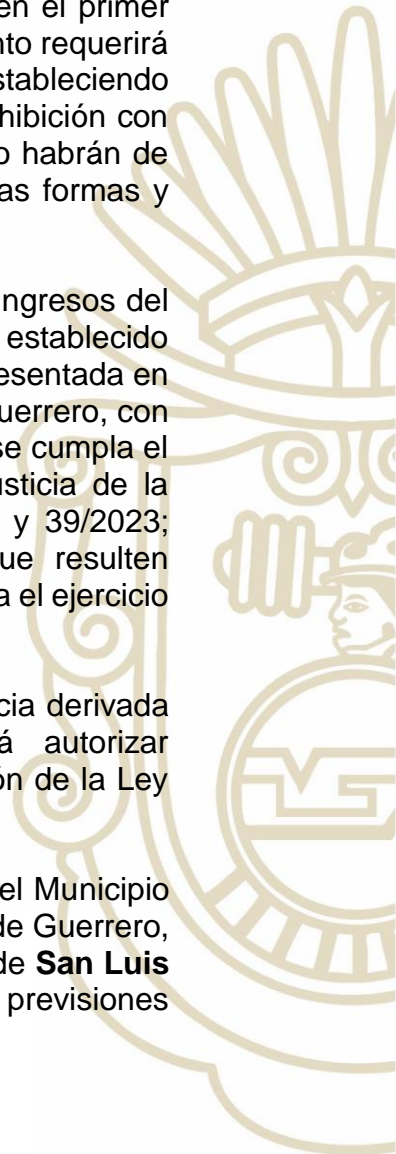 en el primer
nto requerirá
stableciendo
hibición con
o habrán de
as formas y
ngresos del
establecido
esentada en
uerrero, con
se cumpla el
usticia de la
y 39/2023;
ue resulten
a el ejercicio
cia derivada
á autorizar
ón de la Ley
el Municipio
de Guerrero,
de San Luis
previsiones